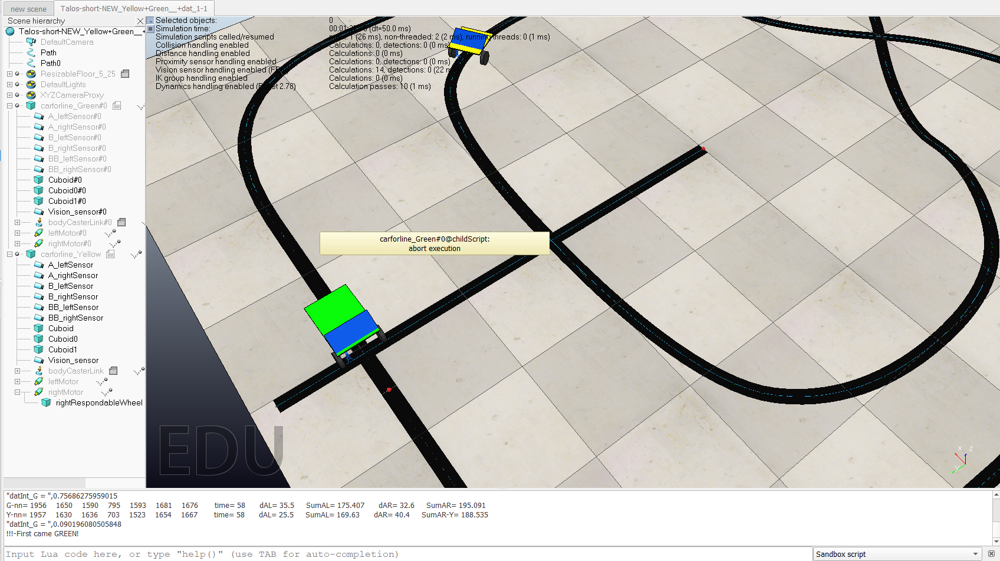 new scene
Talos-short-NEW_Yellow+Green__+dat_1-1
Scene hierarchy
Talos-short-NEW_Yellow+Green__+
DefaultCamera
Path
Path0
ResizableFloor_5_25
DefaultLights
XYZCameraProxy
carforline_Green#0
A_leftSensor#0
A_rightSensor#0
B_leftSensor#0
B_rightSensor#0
BB_leftSensor#0
BB_rightSensor#0
Cuboid#0
Cuboid0#0
Cuboid1#0
Vision_sensor#0
bodyCasterLink#0
leftMotor#0
rightMotor#0
carforline_Yellow
A_leftSensor
A_rightSensor
B_leftSensor
B_rightSensor
BB_leftSensor
BB_rightSensor
Cuboid
Cuboid0
Cuboid1
Vision_sensor
bodyCasterLink
leftMotor
rightMotor
rightRespondableWheel
Selected objects: 0
Simulation time: 00:01: (dt=50.0 ms)
Simulation scripts called/resumed 1 (26 ms), non-threaded: 2 (2 ms), running threads: 0 (1 ms)
Collision handling enabled Calculations: 0, detections: 0 (0 ms)
Distance handling enabled Calculations: 0 (0 ms)
Proximity sensor handling enabled Calculations: 0, detections: 0 (0 ms)
Vision sensor handling enabled Calculations: 14, detections: 0 (22 ms
IK group handling enabled Calculations: 0 (0 ms)
Dynamics handling enabled 2.78) Calculation passes: 10 (1 ms)
carforline_Green#0@childScript:
abort execution
EDU
x z
y
"datInt_G = ",0.75686275959015
G-nn= 1956 1650 1590 795 1593 1681 1676 time= 58 dAL= 35.5 SumAL= 175.407 dAR= 32.6 SumAR= 195.091
Y-nn= 1957 1630 1636 703 1523 1654 1667 time= 58 dAL= 25.5 SumAL= 169.63 dAR= 40.4 SumAR-Y= 188.535
"datInt_G = ",0.090196080505848
!!!-First came GREEN!
Input Lua code here, or type "help()" (use TAB for auto-completion)
Sandbox script